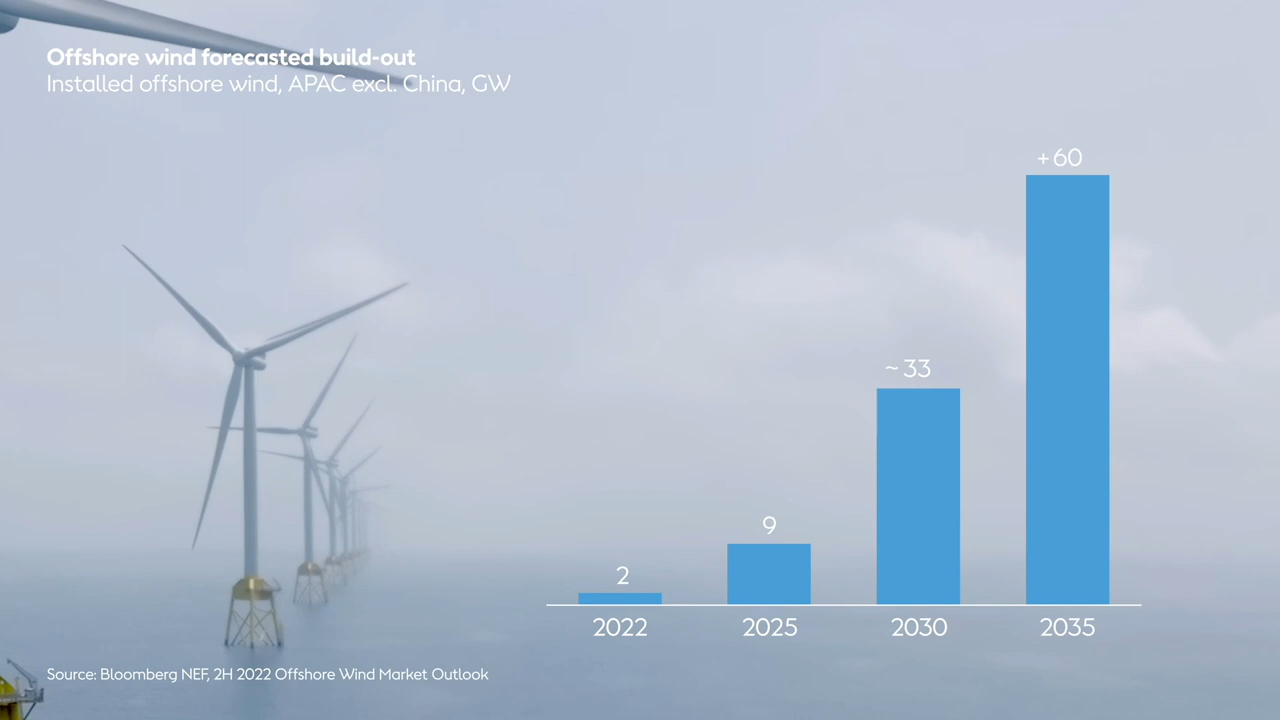 Offshore wind forecasted build-out
Installed offshore wind, APAC excl. China, GW
+60
~33
9
2
2022 2025 2030 2035
Source: Bloomberg NEF, 2H 2022 Offshore Wind Market Outlook